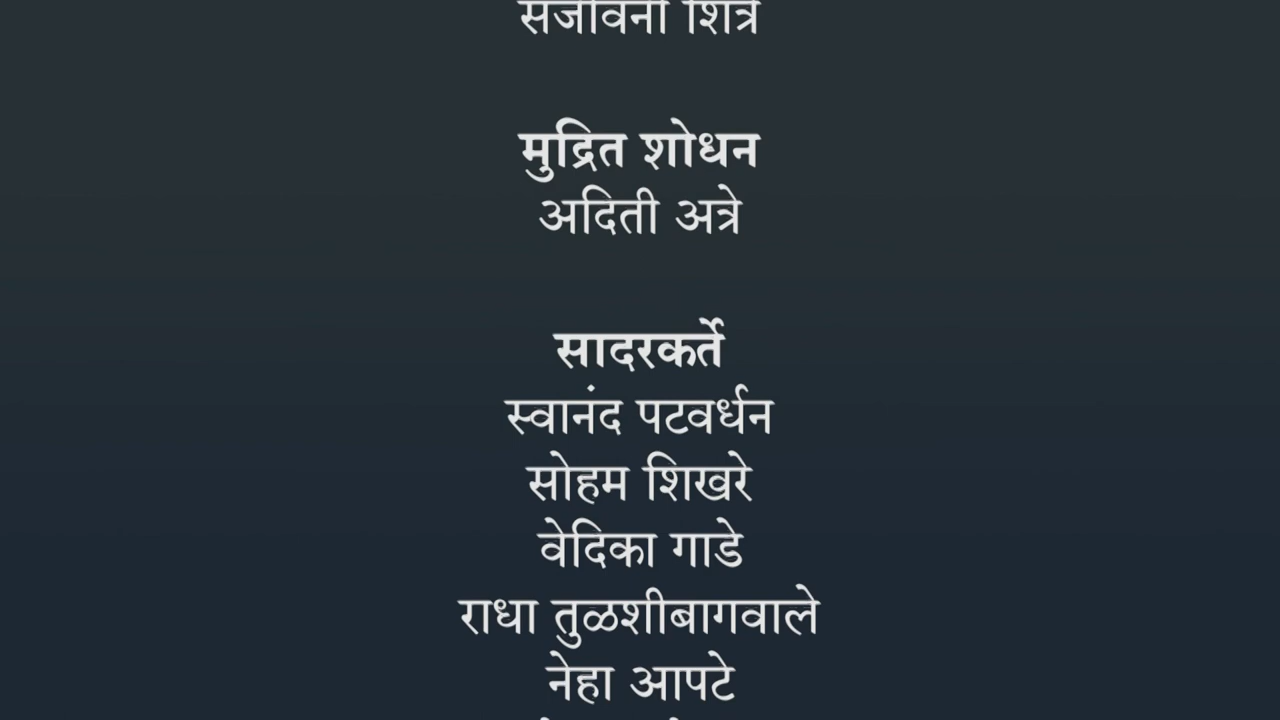 शित्रे
मुद्रित शोधन
अदिती अत्रे
सादरकर्ते
स्वानंद पटवर्धन
सोहम शिखरे
वेदिका गाडे
राधा तुळशीबागवाले
नेहा आपटे